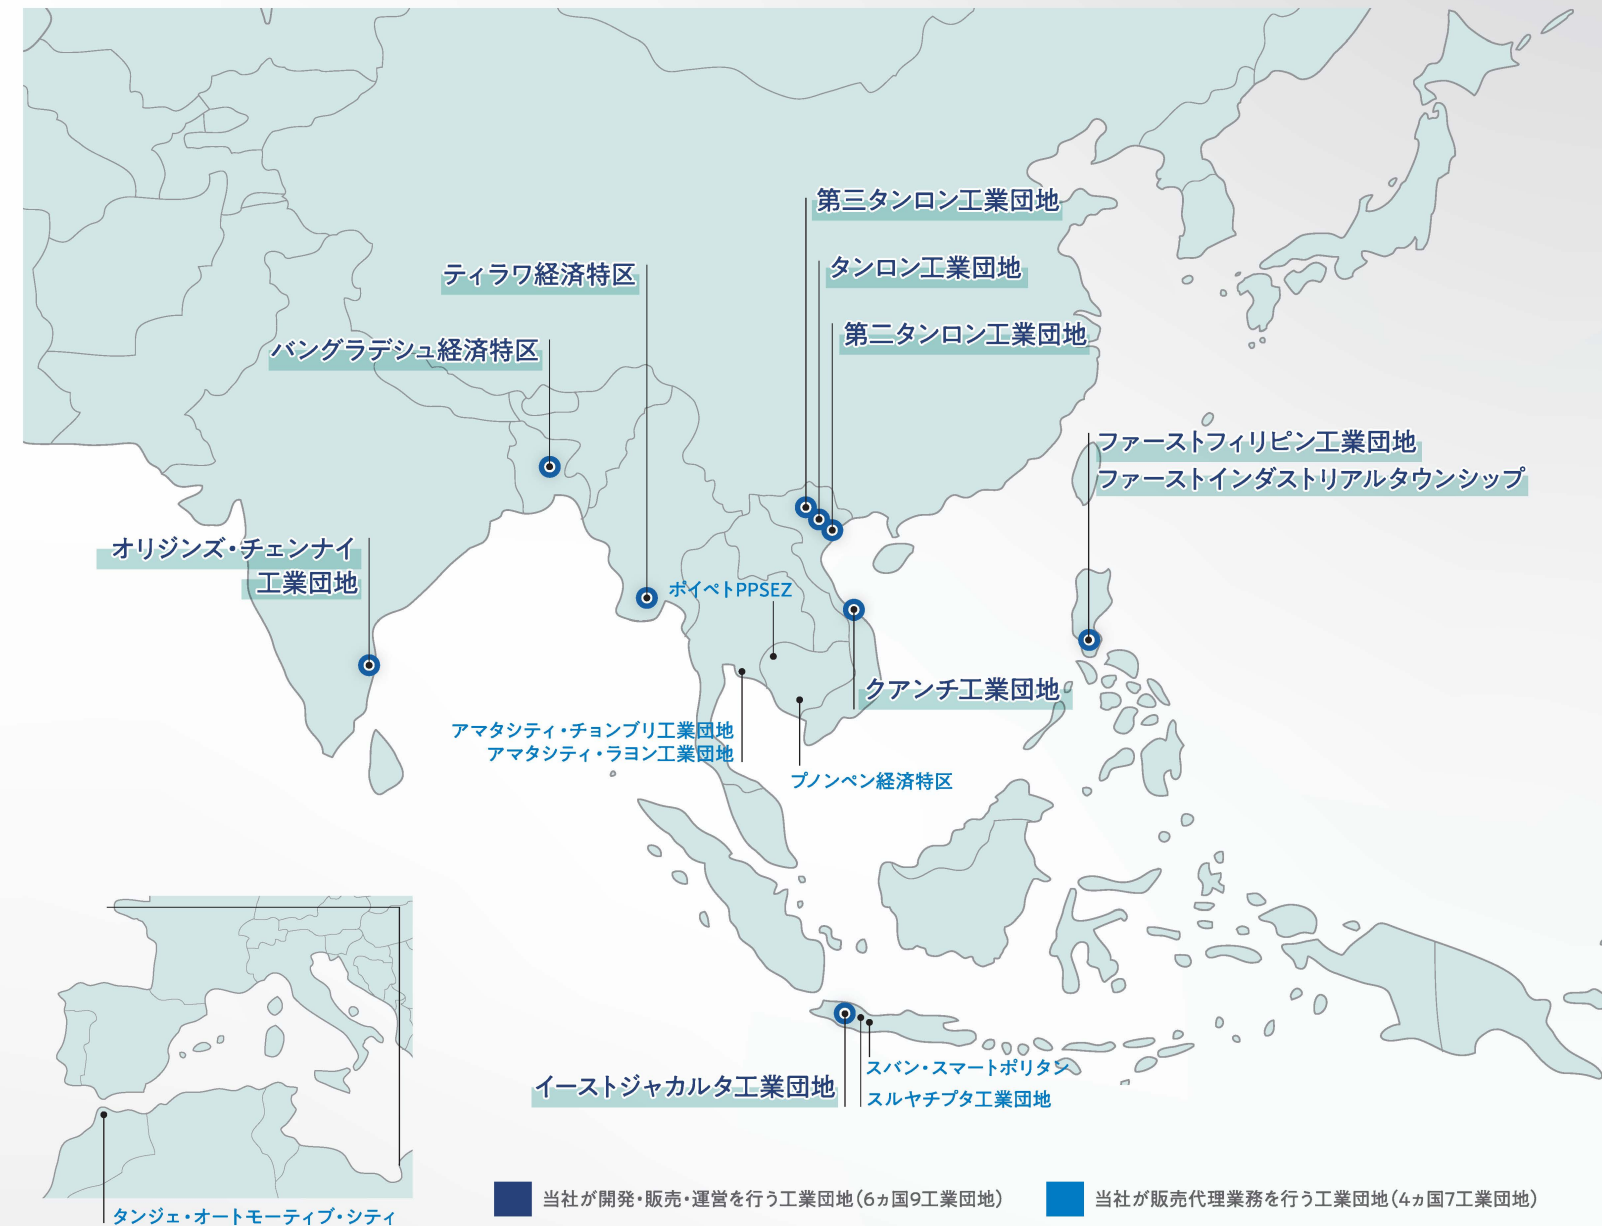 第三タンロン工業団地
タンロン工業団地
ティラワ経済特区
第二タンロン工業団地
バングラデシュ経済特区
ファーストフィリピン工業団地
ファーストインダストリアルタウンシップ
オリジンズ・チェンナイ
工業団地
ポイペトPPSEZ
クアンチ工業団地
アマタシティ・チョンブリ工業団地
アマタシティ・ラヨン工業団地
プノンペン経済特区
スバン・スマートポリタン
イーストジャカルタ工業団地
スルヤチプタ工業団地
当社が開発・販売・運営を行う工業団地(6ヵ国9工業団地)
当社が販売代理業務を行う工業団地(4ヵ国7工業団地)
タンジェ・オートモーティブ・シティ